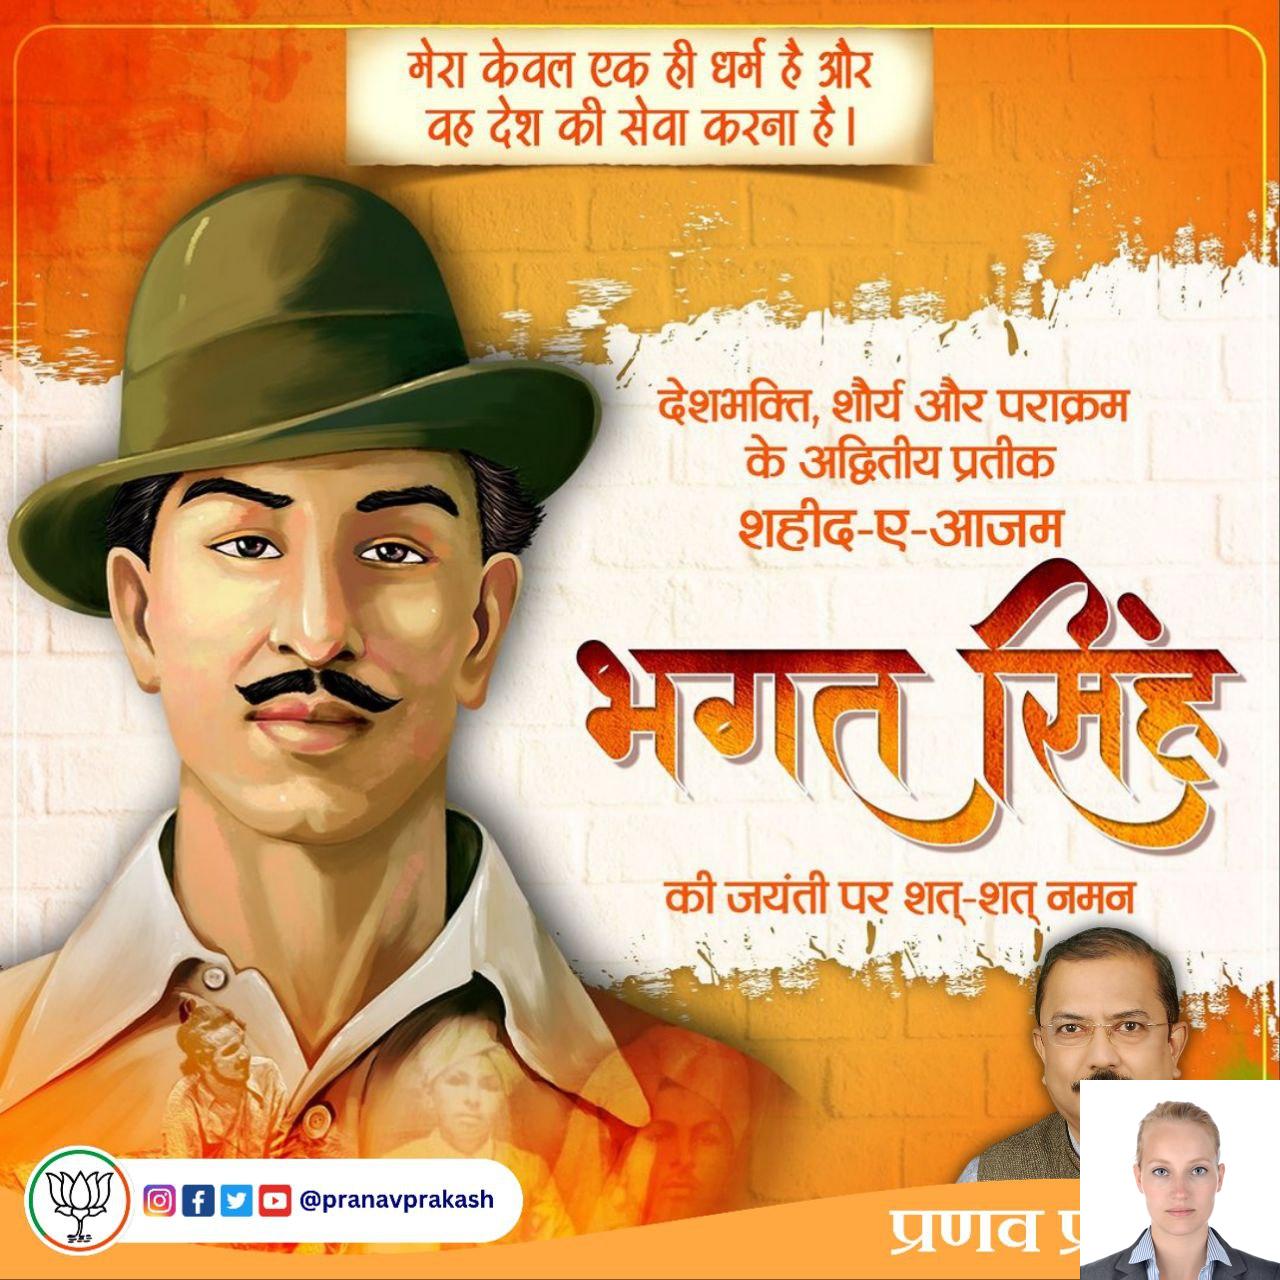 मेरा केवल एक ही धर्म है और
वह देश की सेवा करना है।
देशभक्ति, शौर्य और पराक्रम
के अद्वितीय प्रतीक
शहीद-ए-आजम
भगत सिंह
की जयंती पर शत्-शत् नमन
@pranavprakash
प्रणव